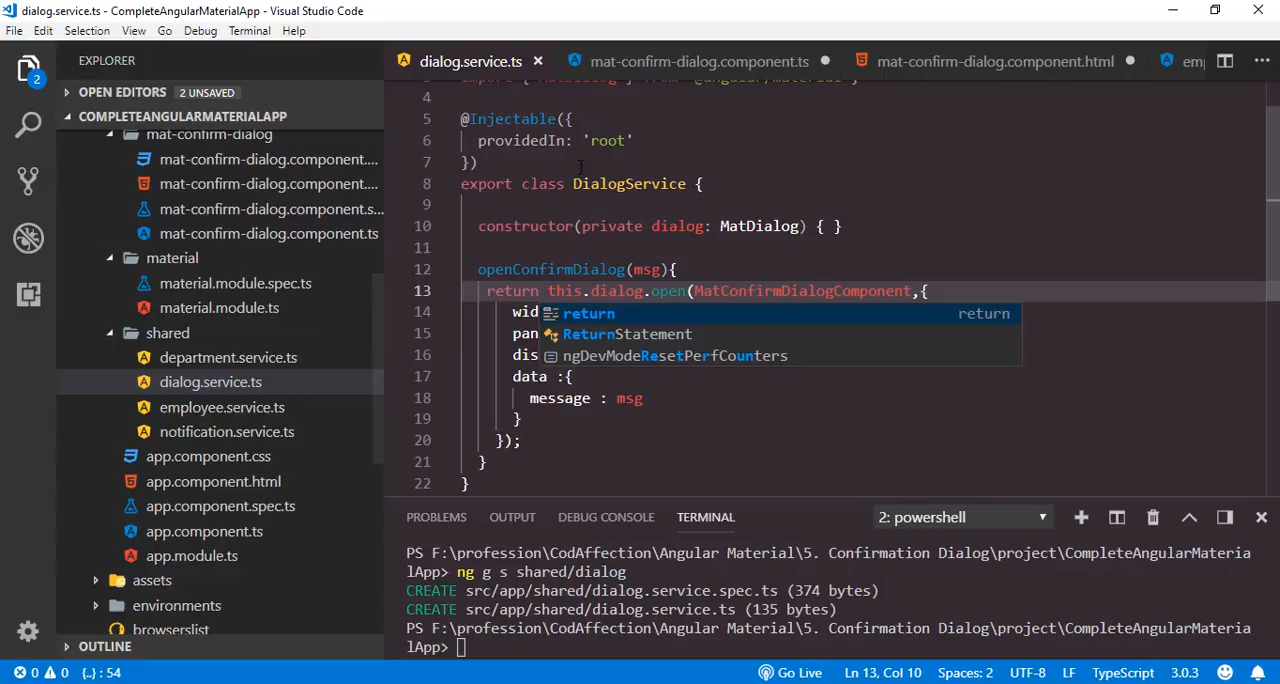 dialog.service.ts - CompleteAngularMaterialApp - Visual Studio Code
File Edit Selection View Go Debug Terminal Help
2
EXPLORER
OPEN EDITORS 2 UNSAVED
COMPLETEANGULARMATERIALAPP
mat-confirm-dialog
mat-confirm-dialog.component....
mat-confirm-dialog.component....
mat-confirm-dialog.component.s...
mat-confirm-dialog.component.ts
material
material.module.spec.ts
material.module.ts
shared
department.service.ts
dialog.service.ts
employee.service.ts
notification.service.ts
app.component.css
app.component.html
app.component.spec.ts
app.component.ts
app.module.ts
assets
environments
browserslist
OUTLINE
dialog.service.ts mat-confirm-dialog.component.ts mat-confirm-dialog.component.html emp
4
5 @Injectable({
6 providedIn: 'root'
7 })
8 export class DialogService {
9
10 constructor(private dialog: MatDialog) { }
11
12 openConfirmDialog(msg){
13 return this.dialog.open(MatConfirmDialogComponent,{
14 wid
15 pan
16 dis
17 data :{
18 message : msg
19 }
20 });
21 }
22 }
return return
ReturnStatement
ngDevModeResetPerfCounters
PROBLEMS OUTPUT DEBUG CONSOLE TERMINAL 2: powershell
PS F:\profession\CodAffection\Angular Material\5. Confirmation Dialog\project\CompleteAngularMateria
lApp> ng g s shared/dialog
CREATE src/app/shared/dialog.service.spec.ts (374 bytes)
CREATE src/app/shared/dialog.service.ts (135 bytes)
PS F:\profession\CodAffection\Angular Material\5. Confirmation Dialog\project\CompleteAngularMateria
lApp>
0 0 {..} : 54 Go Live Ln 13, Col 10 Spaces: 2 UTF-8 LF TypeScript 3.0.3